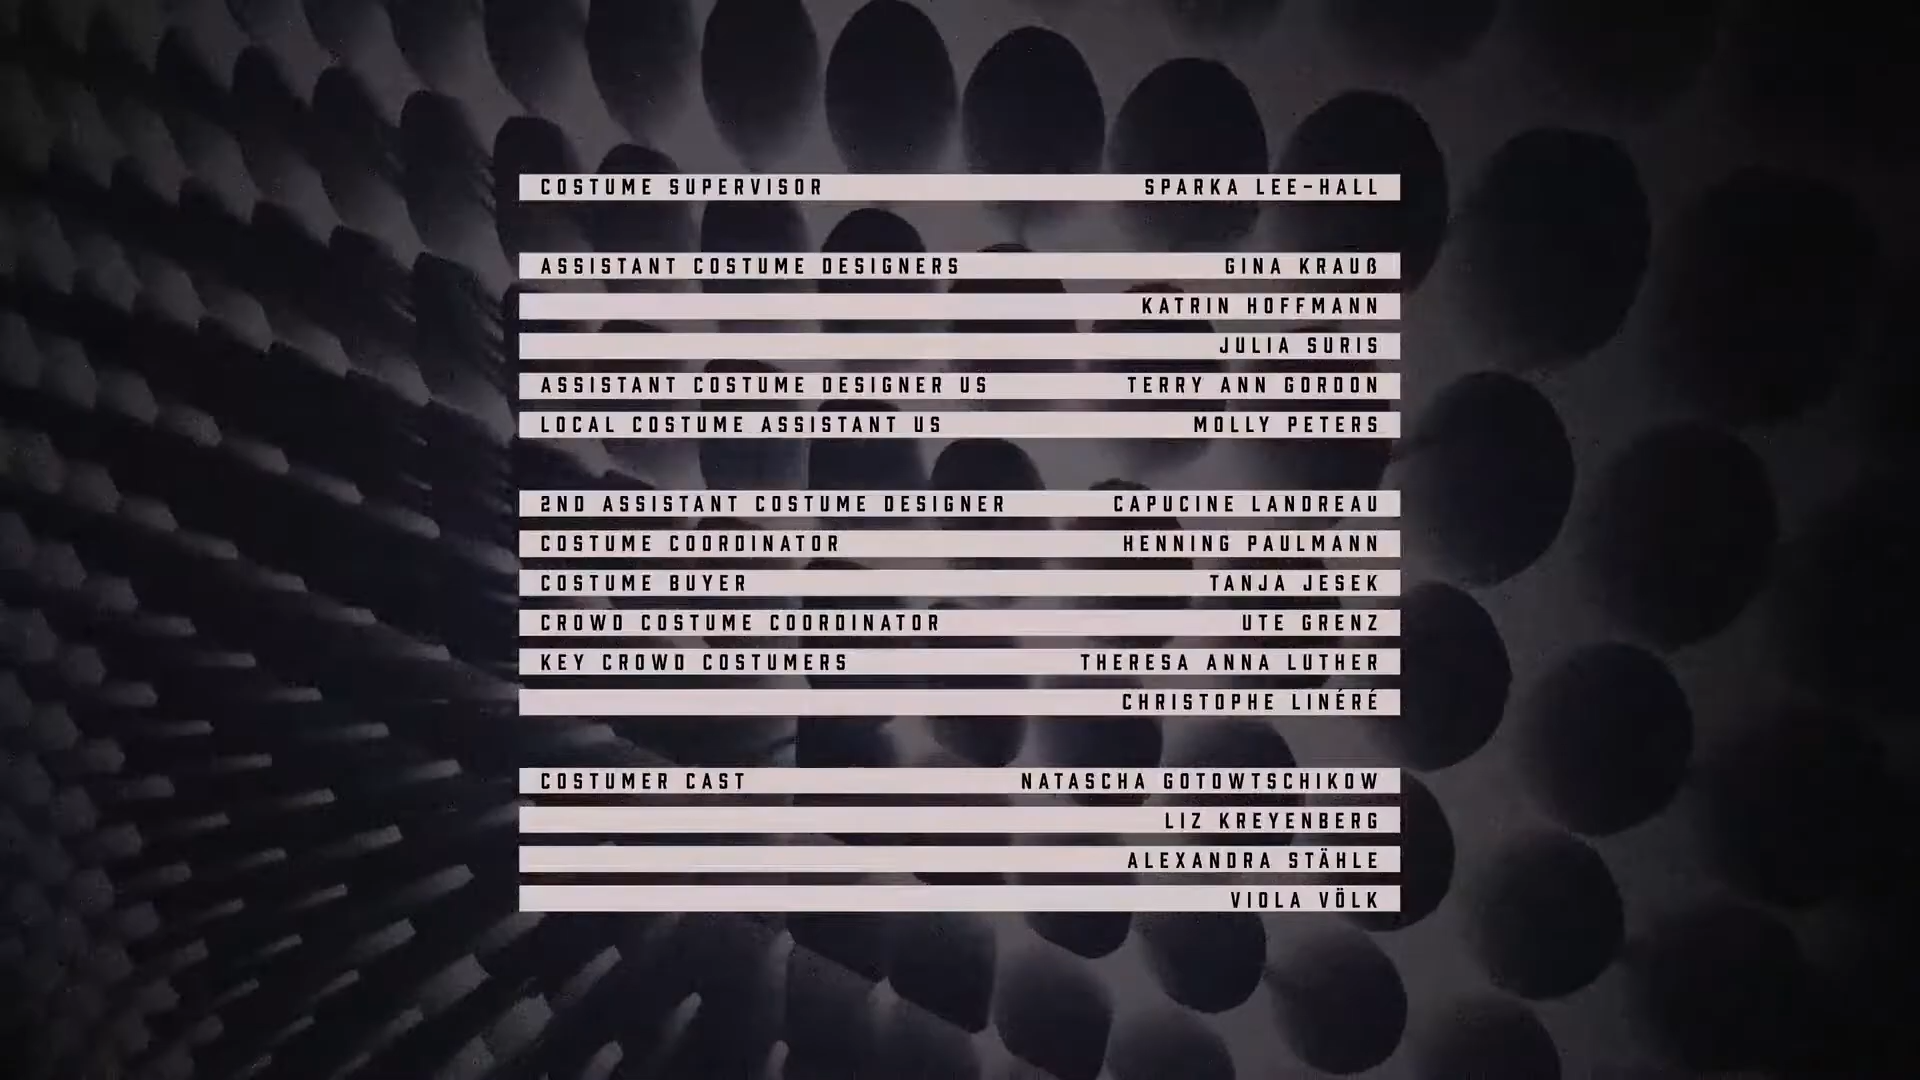 COSTUME SUPERVISOR SPARKA LEE-HALL
ASSISTANT COSTUME DESIGNERS GINA KRAUß
KATRIN HOFFMANN
JULIA SURIS
ASSISTANT COSTUME DESIGNER US TERRY ANN GORDON
LOCAL COSTUME ASSISTANT US MOLLY PETERS
2ND ASSISTANT COSTUME DESIGNER CAPUCINE LANDREAU
COSTUME COORDINATOR HENNING PAULMANN
COSTUME BUYER TANJA JESEK
CROWD COSTUME COORDINATOR UTE GRENZ
KEY CROWD COSTUMERS THERESA ANNA LUTHER
CHRISTOPHE LINÉRÉ
COSTUMER CAST NATASCHA GOTOWTSCHIKOW
LIZ KREYENBERG
ALEXANDRA STÄHLE
VIOLA VÖLK